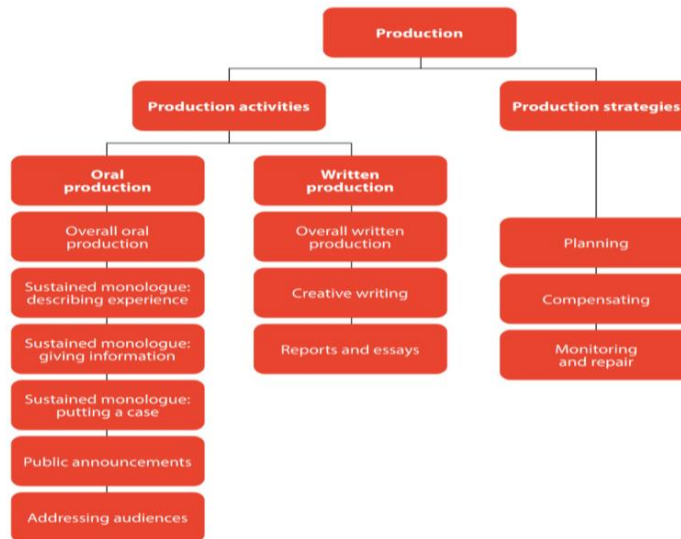 Production
Production activities
Production strategies
Oral
production
Written
production
Overall oral
production
Overall written
production
Planning
Sustained monologue:
describing experience
Creative writing
Compensating
Sustained monologue:
giving information
Reports and essays
Monitoring
and repair
Sustained monologue:
putting a case
Public announcements
Addressing audiences